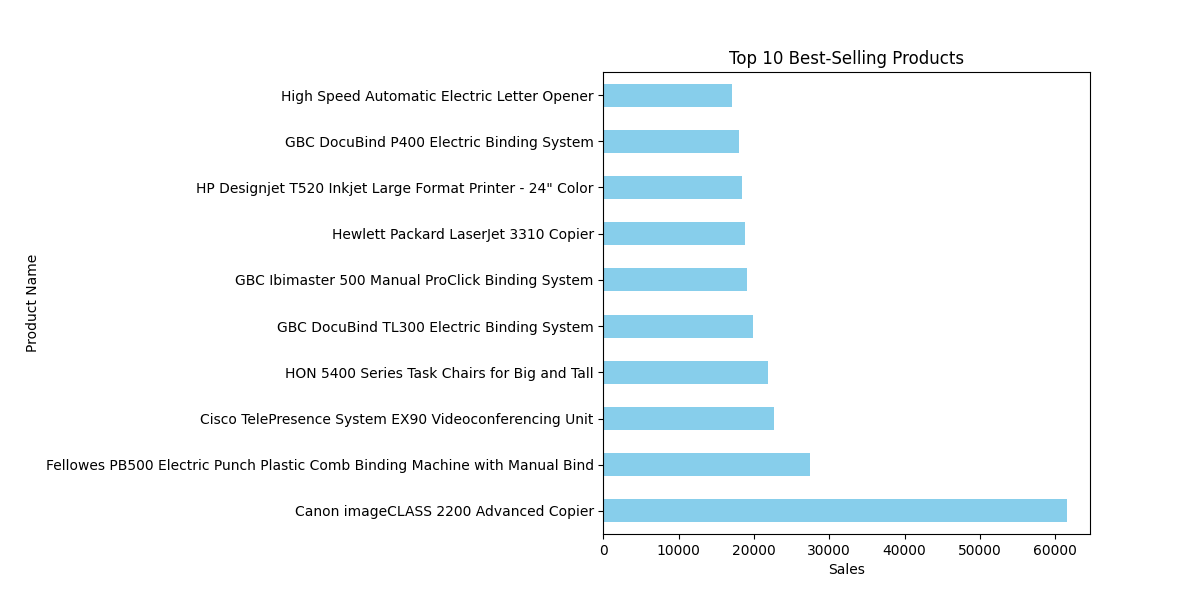 Top 10 Best-Selling Products
Product Name
High Speed Automatic Electric Letter Opener
GBC DocuBind P400 Electric Binding System
HP Designjet T520 Inkjet Large Format Printer - 24" Color
Hewlett Packard LaserJet 3310 Copier
GBC Ibimaster 500 Manual ProClick Binding System
GBC DocuBind TL300 Electric Binding System
HON 5400 Series Task Chairs for Big and Tall
Cisco TelePresence System EX90 Videoconferencing Unit
Fellowes PB500 Electric Punch Plastic Comb Binding Machine with Manual Bind
Canon imageCLASS 2200 Advanced Copier
0 10000 20000 30000 40000 50000 60000
Sales